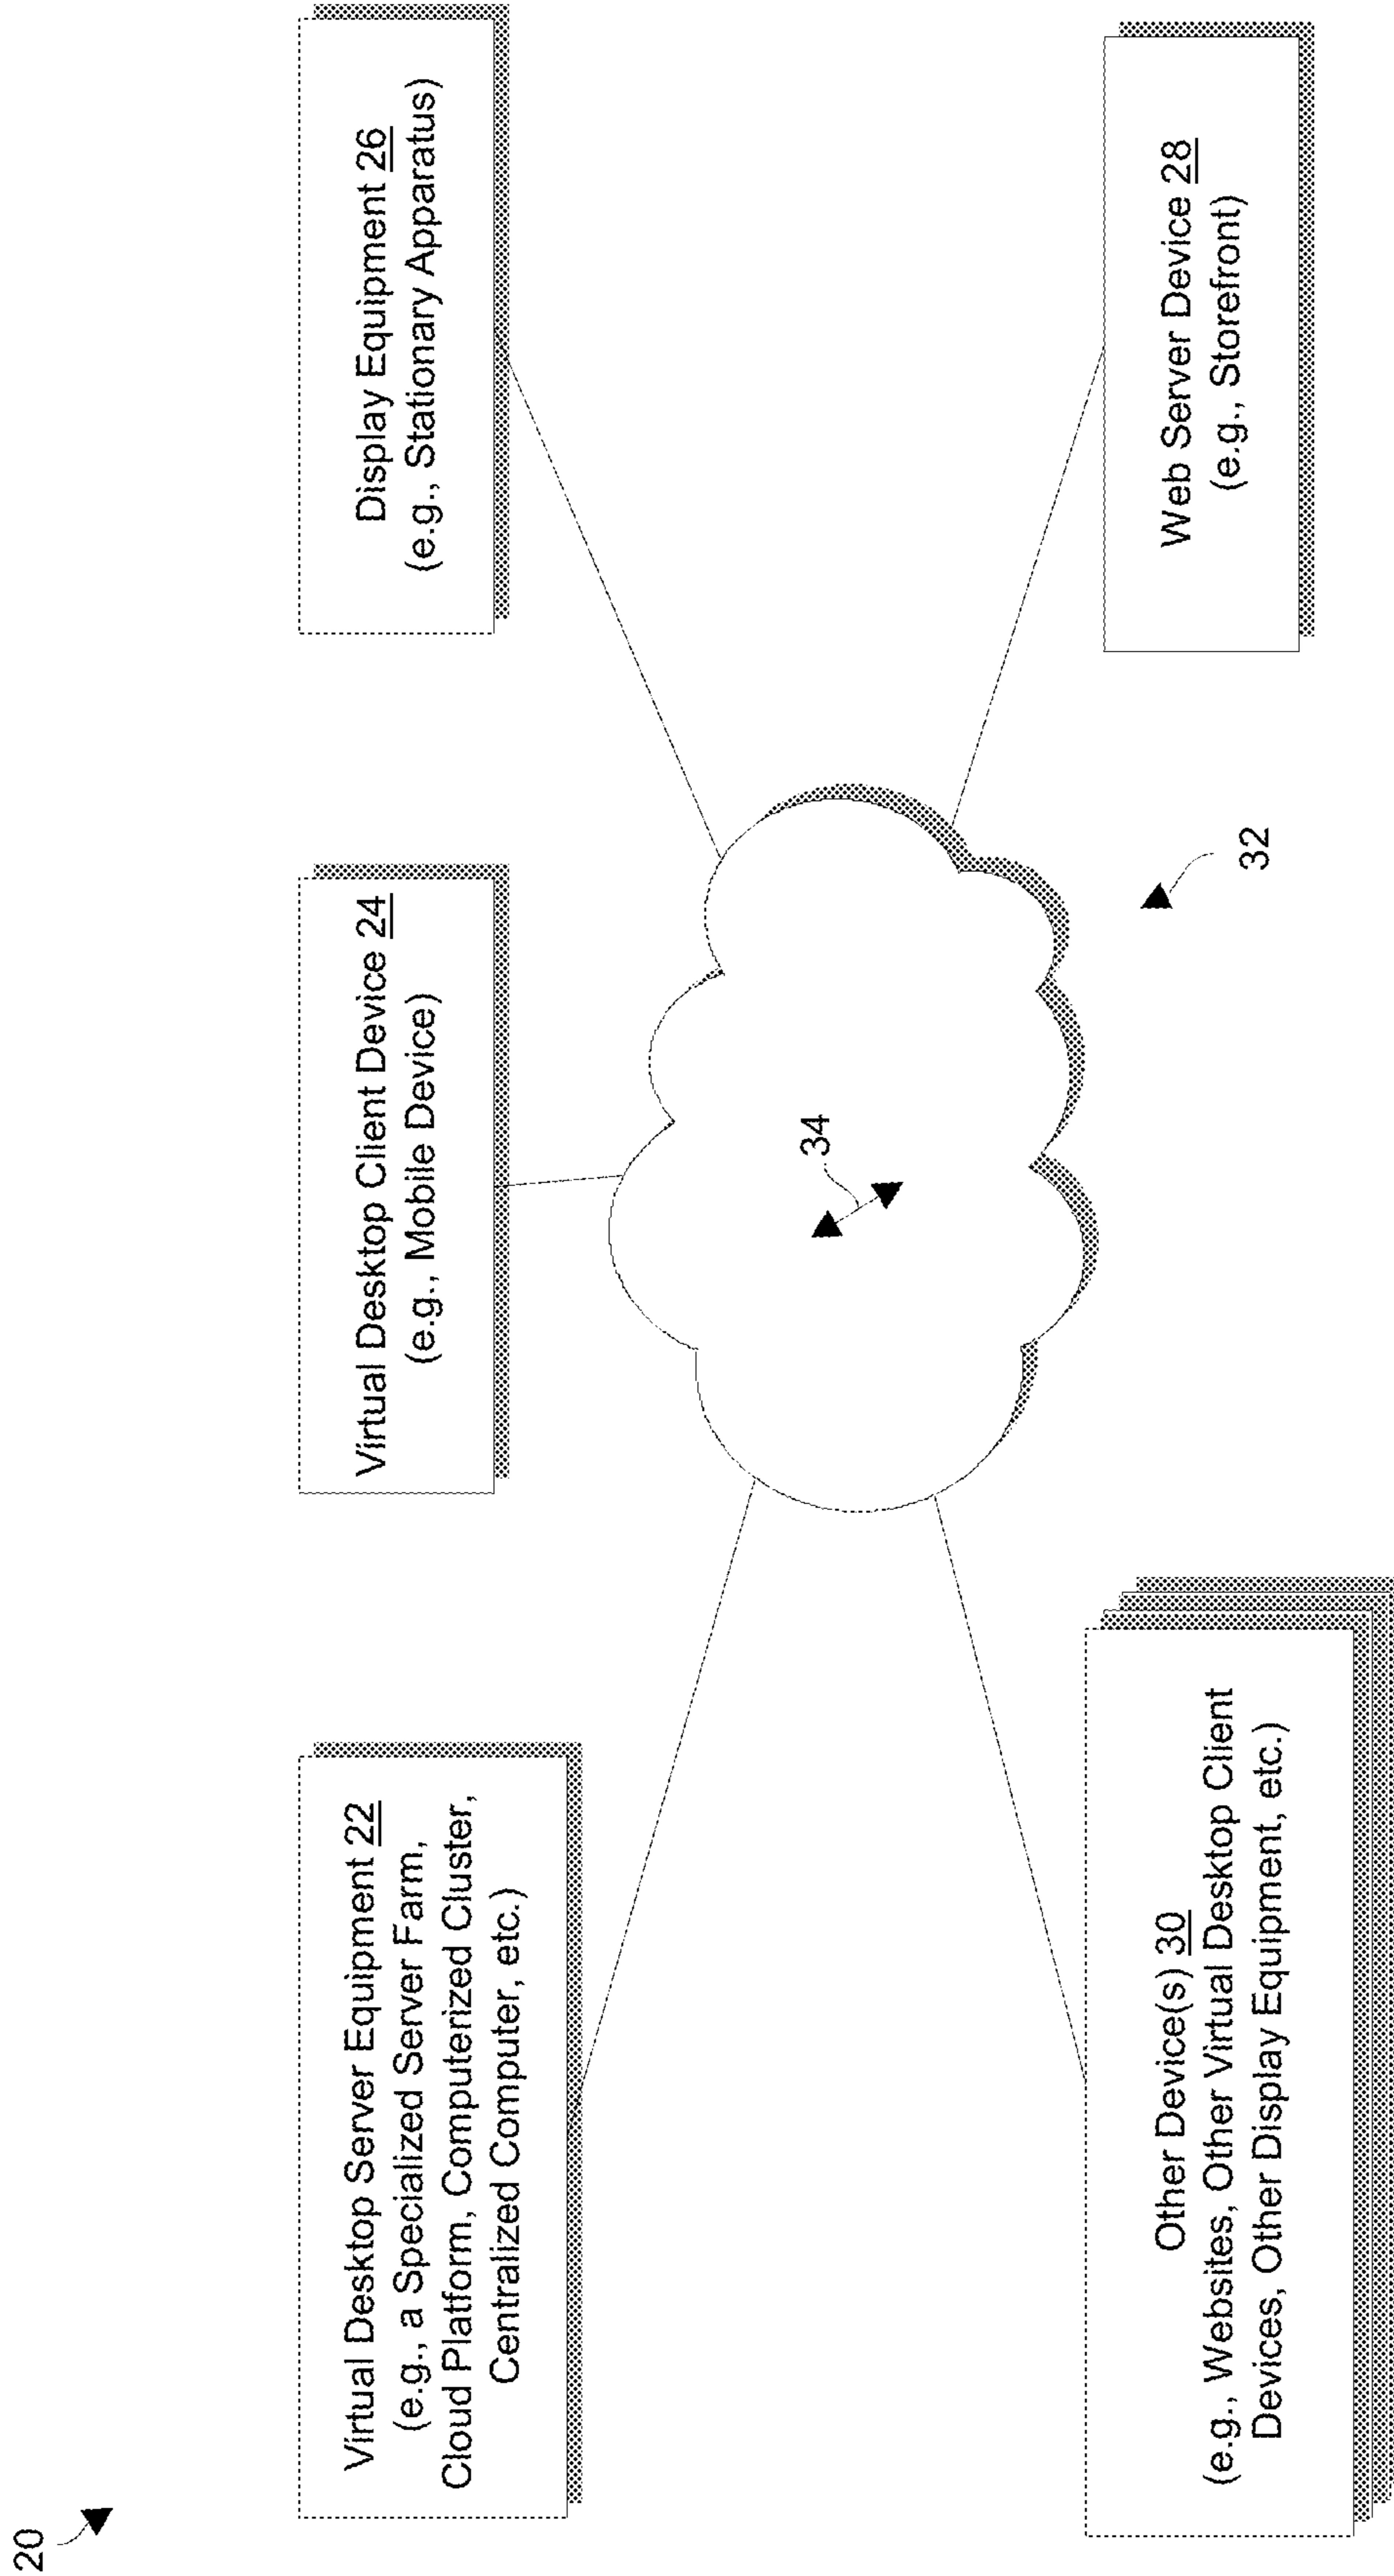 20
Virtual Desktop Server Equipment 22
(e.g., a Specialized Server Farm,
Cloud Platform, Computerized Cluster,
Centralized Computer, etc.)
Virtual Desktop Client Device 24
(e.g., Mobile Device)
Display Equipment 26
(e.g., Stationary Apparatus)
34
32
Other Device(s) 30
(e.g., Websites, Other Virtual Desktop Client
Devices, Other Display Equipment, etc.)
Web Server Device 28
(e.g., Storefront)